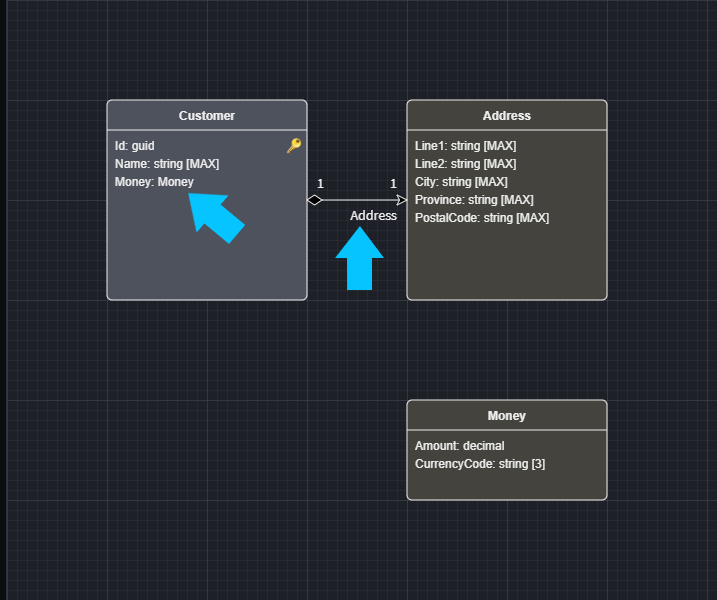 Customer
Id: guid
Name: string [MAX]
Money: Money
1
1
Address
Address
Line1: string [MAX]
Line2: string [MAX]
City: string [MAX]
Province: string [MAX]
PostalCode: string [MAX]
Money
Amount: decimal
CurrencyCode: string [3]